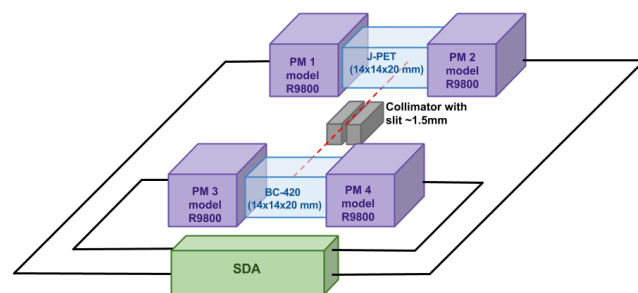 PM 1
model
R9800
J-PET
(14x14x20 mm)
PM 2
model
R9800
Collimator with
slit ~1.5mm
PM 3
model
R9800
BC-420
(14x14x20 mm)
PM 4
model
R9800
SDA